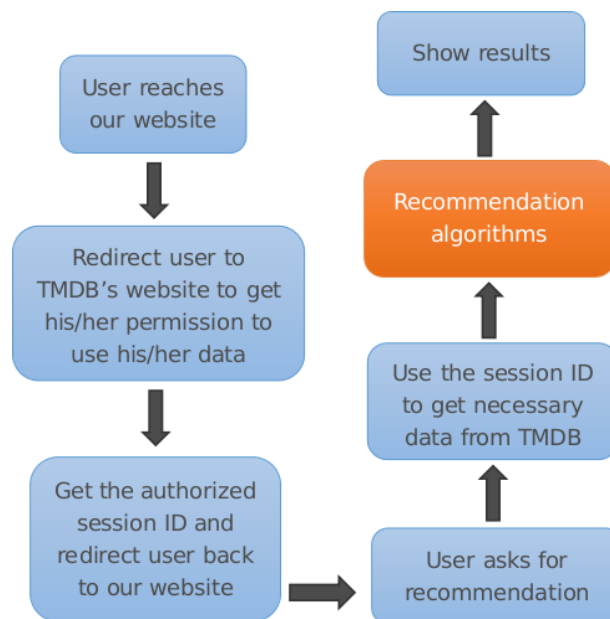 User reaches
our website
Redirect user to
TMDB’s website to get
his/her permission to
use his/her data
Get the authorized
session ID and
redirect user back
to our website
User asks for
recommendation
Use the session ID
to get necessary
data from TMDB
Recommendation
algorithms
Show results